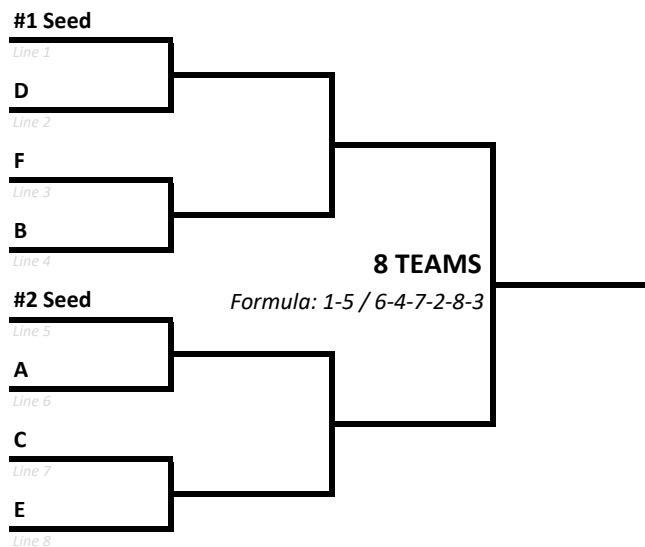 #1 Seed
Line 1
D
Line 2
F
Line 3
B
Line 4
8 TEAMS
#2 Seed
Formula: 1-5 / 6-4-7-2-8-3
Line 5
A
Line 6
C
Line 7
E
Line 8